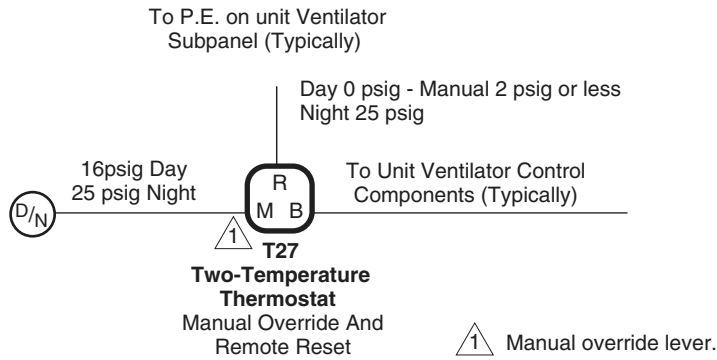 To P.E. on unit Ventilator
Subpanel (Typically)
Day 0 psig - Manual 2 psig or less
Night 25 psig
16psig Day
25 psig Night
To Unit Ventilator Control
Components (Typically)
D/N
R
M B
1
T27
Two-Temperature
Thermostat
Manual Override And
Remote Reset
1 Manual override lever.